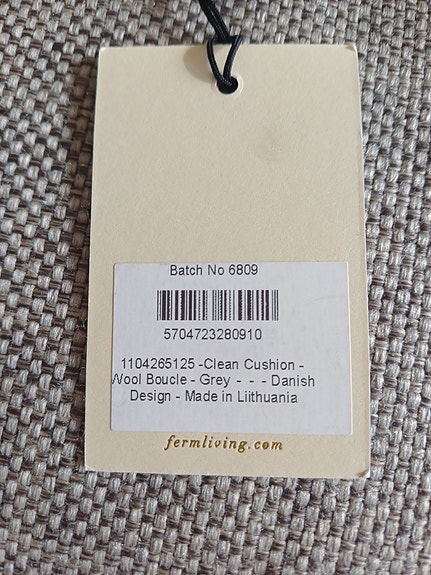 Batch No 6809
5704723280910
1104265125 -Clean Cushion -
Wool Boucle - Grey - - - Danish
Design - Made in Liithuania
fermliving.com